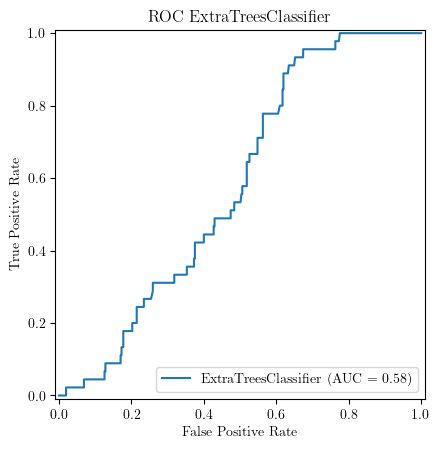 ROC ExtraTreesClassifier
1.0
0.8
0.6
0.4
0.2
0.0
True Positive Rate
ExtraTreesClassifier (AUC = 0.58)
0.0 0.2 0.4 0.6 0.8 1.0
False Positive Rate